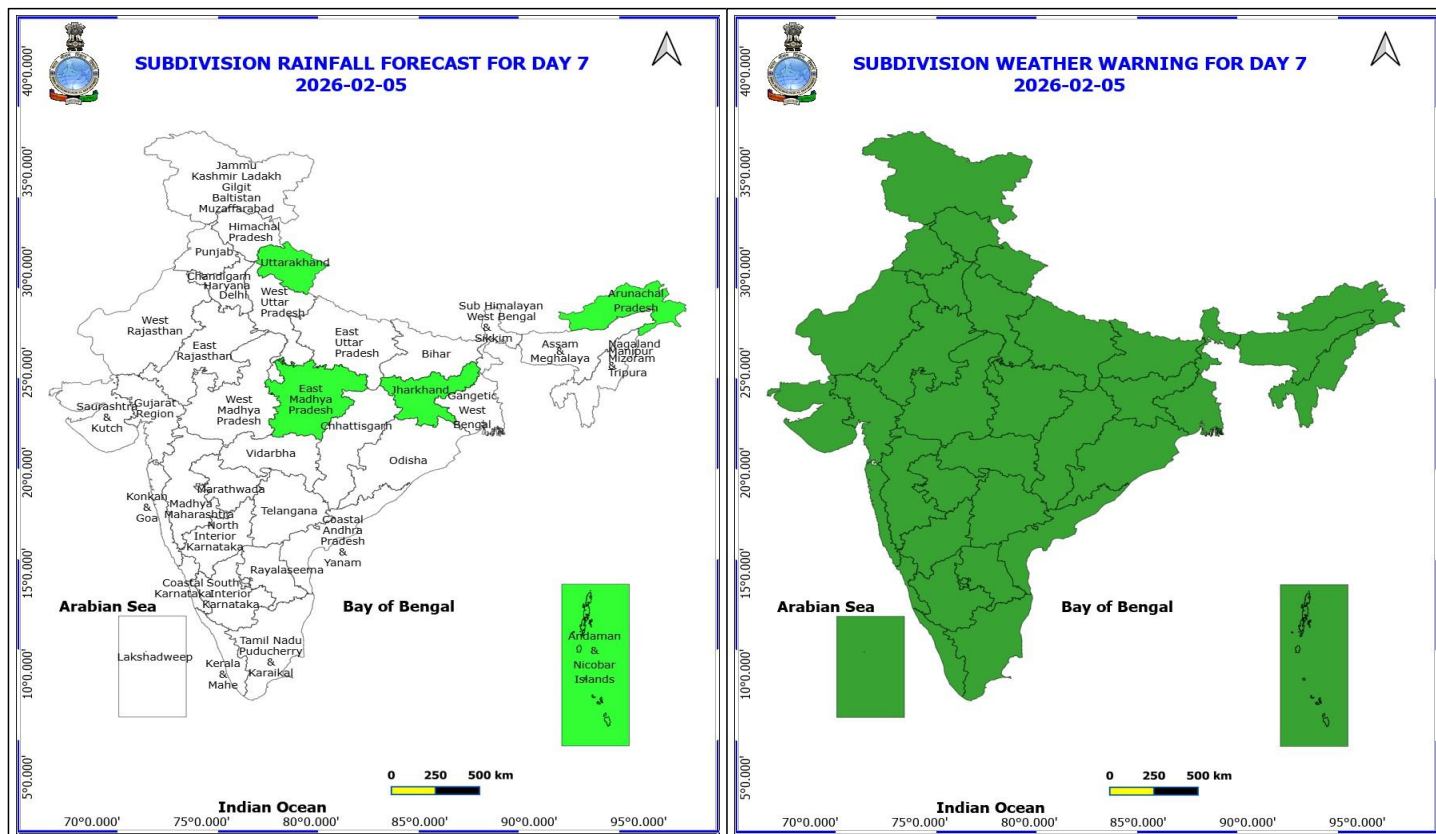 SUBDIVISION RAINFALL FORECAST FOR DAY 7
2026-02-05
40°0.000'
35°0.000'
30°0.000'
25°0.000'
20°0.000'
15°0.000'
10°0.000'
5°0.000'
Jammu
Kashmir Ladakh
Gilgit
Baltistan
Muzaffarabad
Himachal
Pradesh
Punjab
Uttarakhand
Chandigarh
Haryana
Delhi
West
Uttar
Pradesh
Arunachal
Pradesh
Sub Himalayan
West Bengal
&
Sikkim
West
Rajasthan
East
Rajasthan
East
Uttar
Pradesh
Bihar
Assam
&
Meghalaya
Nagaland
Manipur
Mizoram
&
Tripura
Saurashtra
&
Kutch
Gujarat
Region
West
Madhya
Pradesh
East
Madhya
Pradesh
Jharkhand
Gangetic
West
Bengal
Chhattisgarh
Vidarbha
Odisha
Konkan
&
Goa
Marathwada
Madhya
Maharashtra
North
Interior
Karnataka
Telangana
Coastal
Andhra
Pradesh
&
Yanam
Rayalaseema
Coastal
Karnataka
South
Interior
Karnataka
Arabian Sea
Bay of Bengal
Lakshadweep
Tamil Nadu
Puducherry
&
Karaikal
Kerala
&
Mahe
Andaman
&
Nicobar
Islands
0 250 500 km
Indian Ocean
70°0.000' 75°0.000' 80°0.000' 85°0.000' 90°0.000' 95°0.000'
SUBDIVISION WEATHER WARNING FOR DAY 7
2026-02-05
40°0.000'
35°0.000'
30°0.000'
25°0.000'
20°0.000'
15°0.000'
10°0.000'
5°0.000'
Arabian Sea
Bay of Bengal
0 250 500 km
Indian Ocean
70°0.000' 75°0.000' 80°0.000' 85°0.000' 90°0.000' 95°0.000'